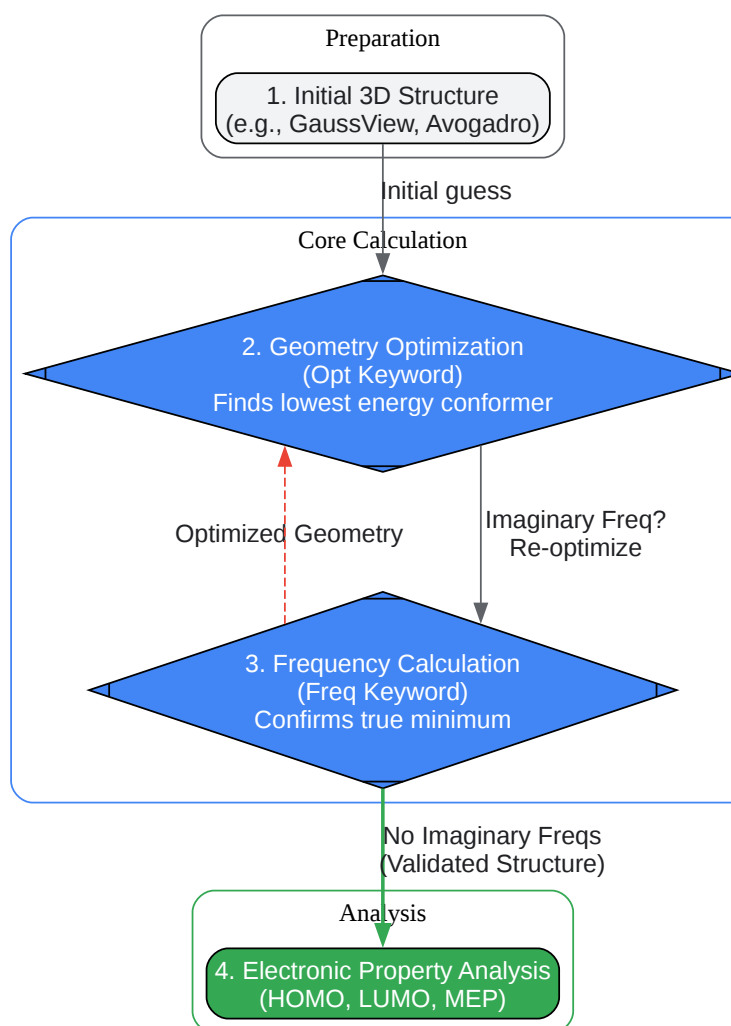 Preparation
1. Initial 3D Structure
(e.g., GaussView, Avogadro)
Initial guess
Core Calculation
2. Geometry Optimization
(Opt Keyword)
Finds lowest energy conformer
Optimized Geometry
Imaginary Freq?
Re-optimize
3. Frequency Calculation
(Freq Keyword)
Confirms true minimum
No Imaginary Freqs
(Validated Structure)
Analysis
4. Electronic Property Analysis
(HOMO, LUMO, MEP)